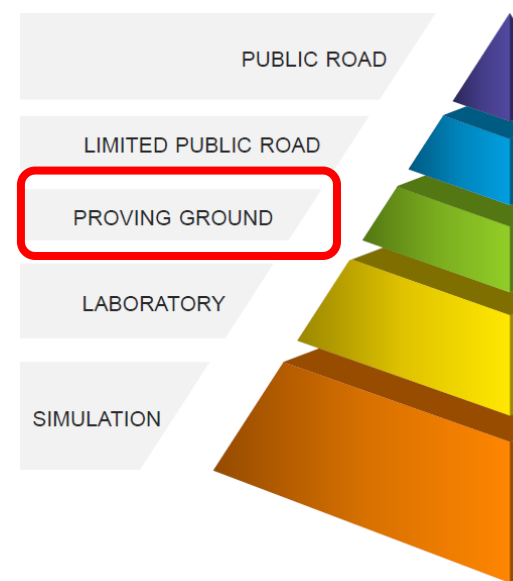 PUBLIC ROAD
LIMITED PUBLIC ROAD
PROVING GROUND
LABORATORY
SIMULATION